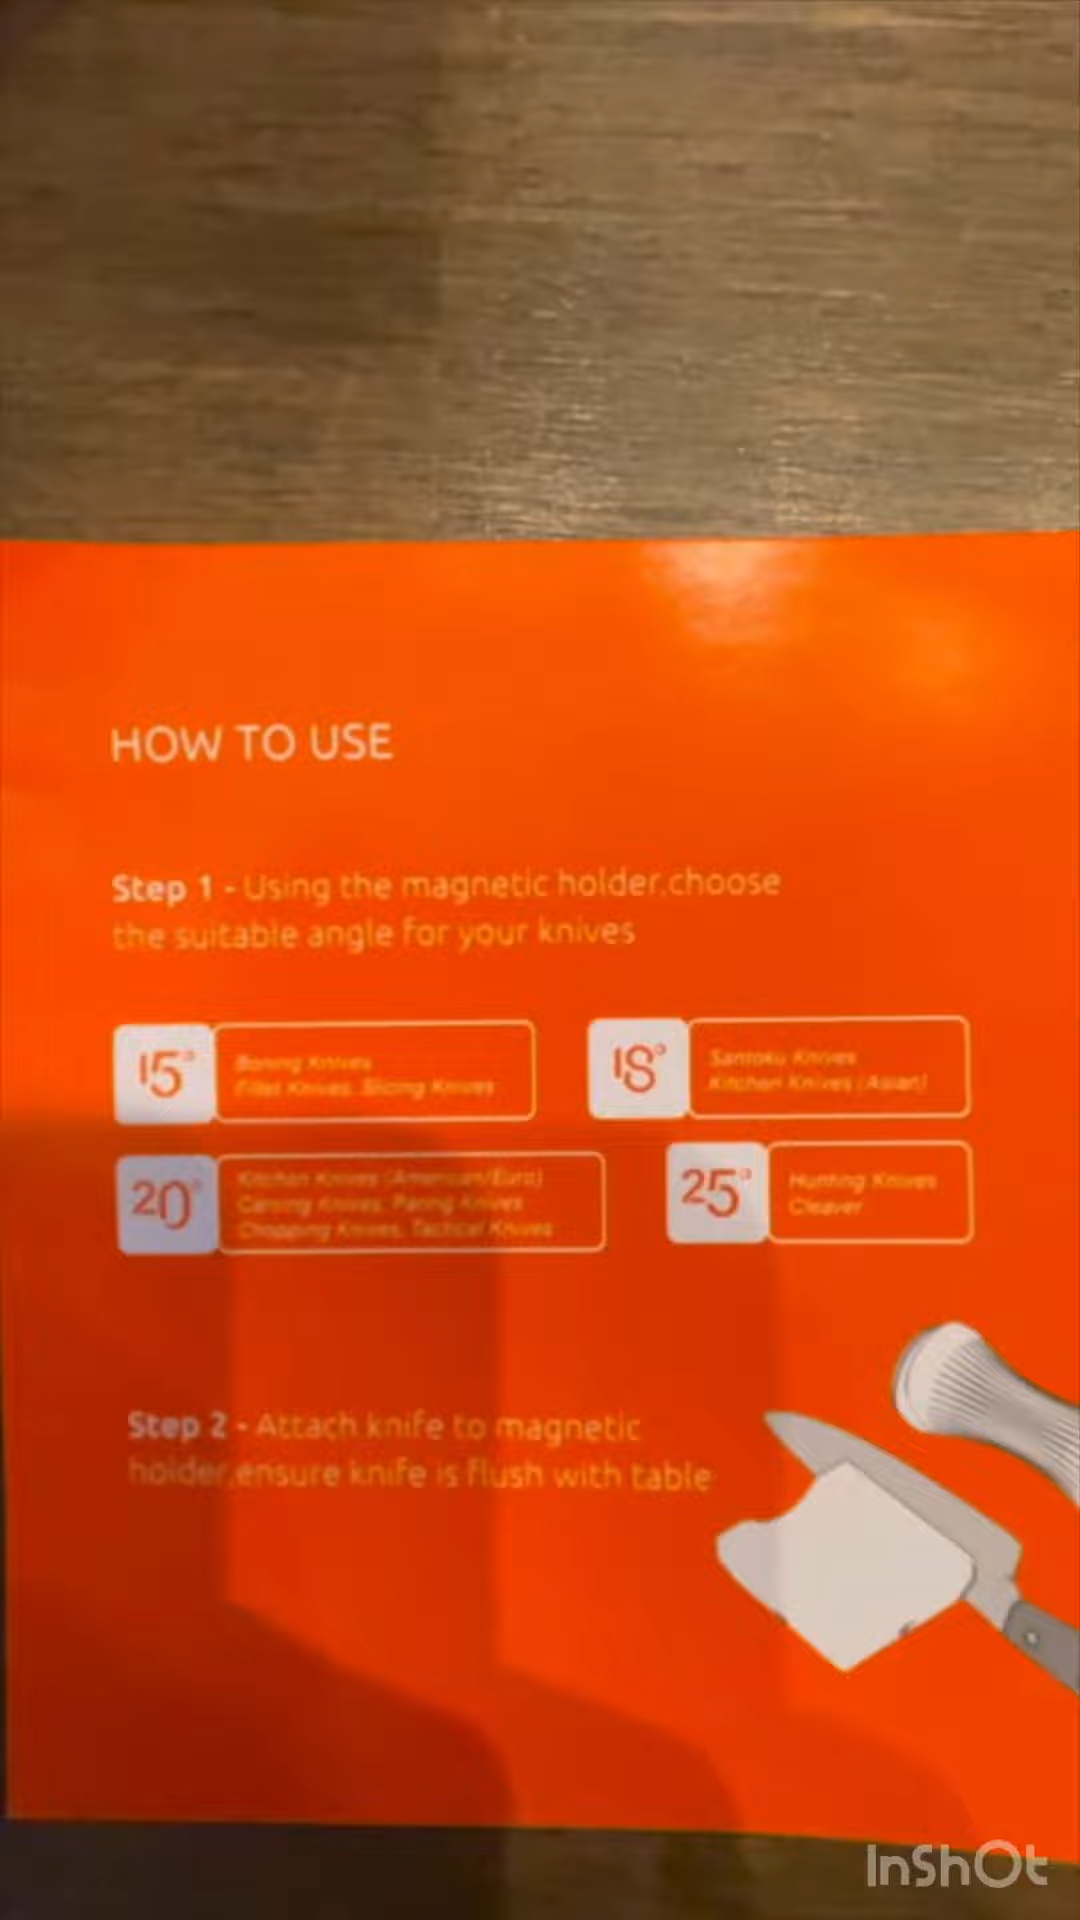 HOW TO USE
Step 1 - Using the magnetic holder,choose
the suitable angle for your knives
15°
Boning Knives
Fillet Knives, Slicing Knives
18°
Santoku Knives
Kitchen Knives (Asian)
20°
Kitchen Knives (American/Euro)
Carving Knives, Paring Knives
Chopping Knives, Tactical Knives
25°
Hunting Knives
Cleaver
Step 2 - Attach knife to magnetic
holder,ensure knife is flush with table
InShOt